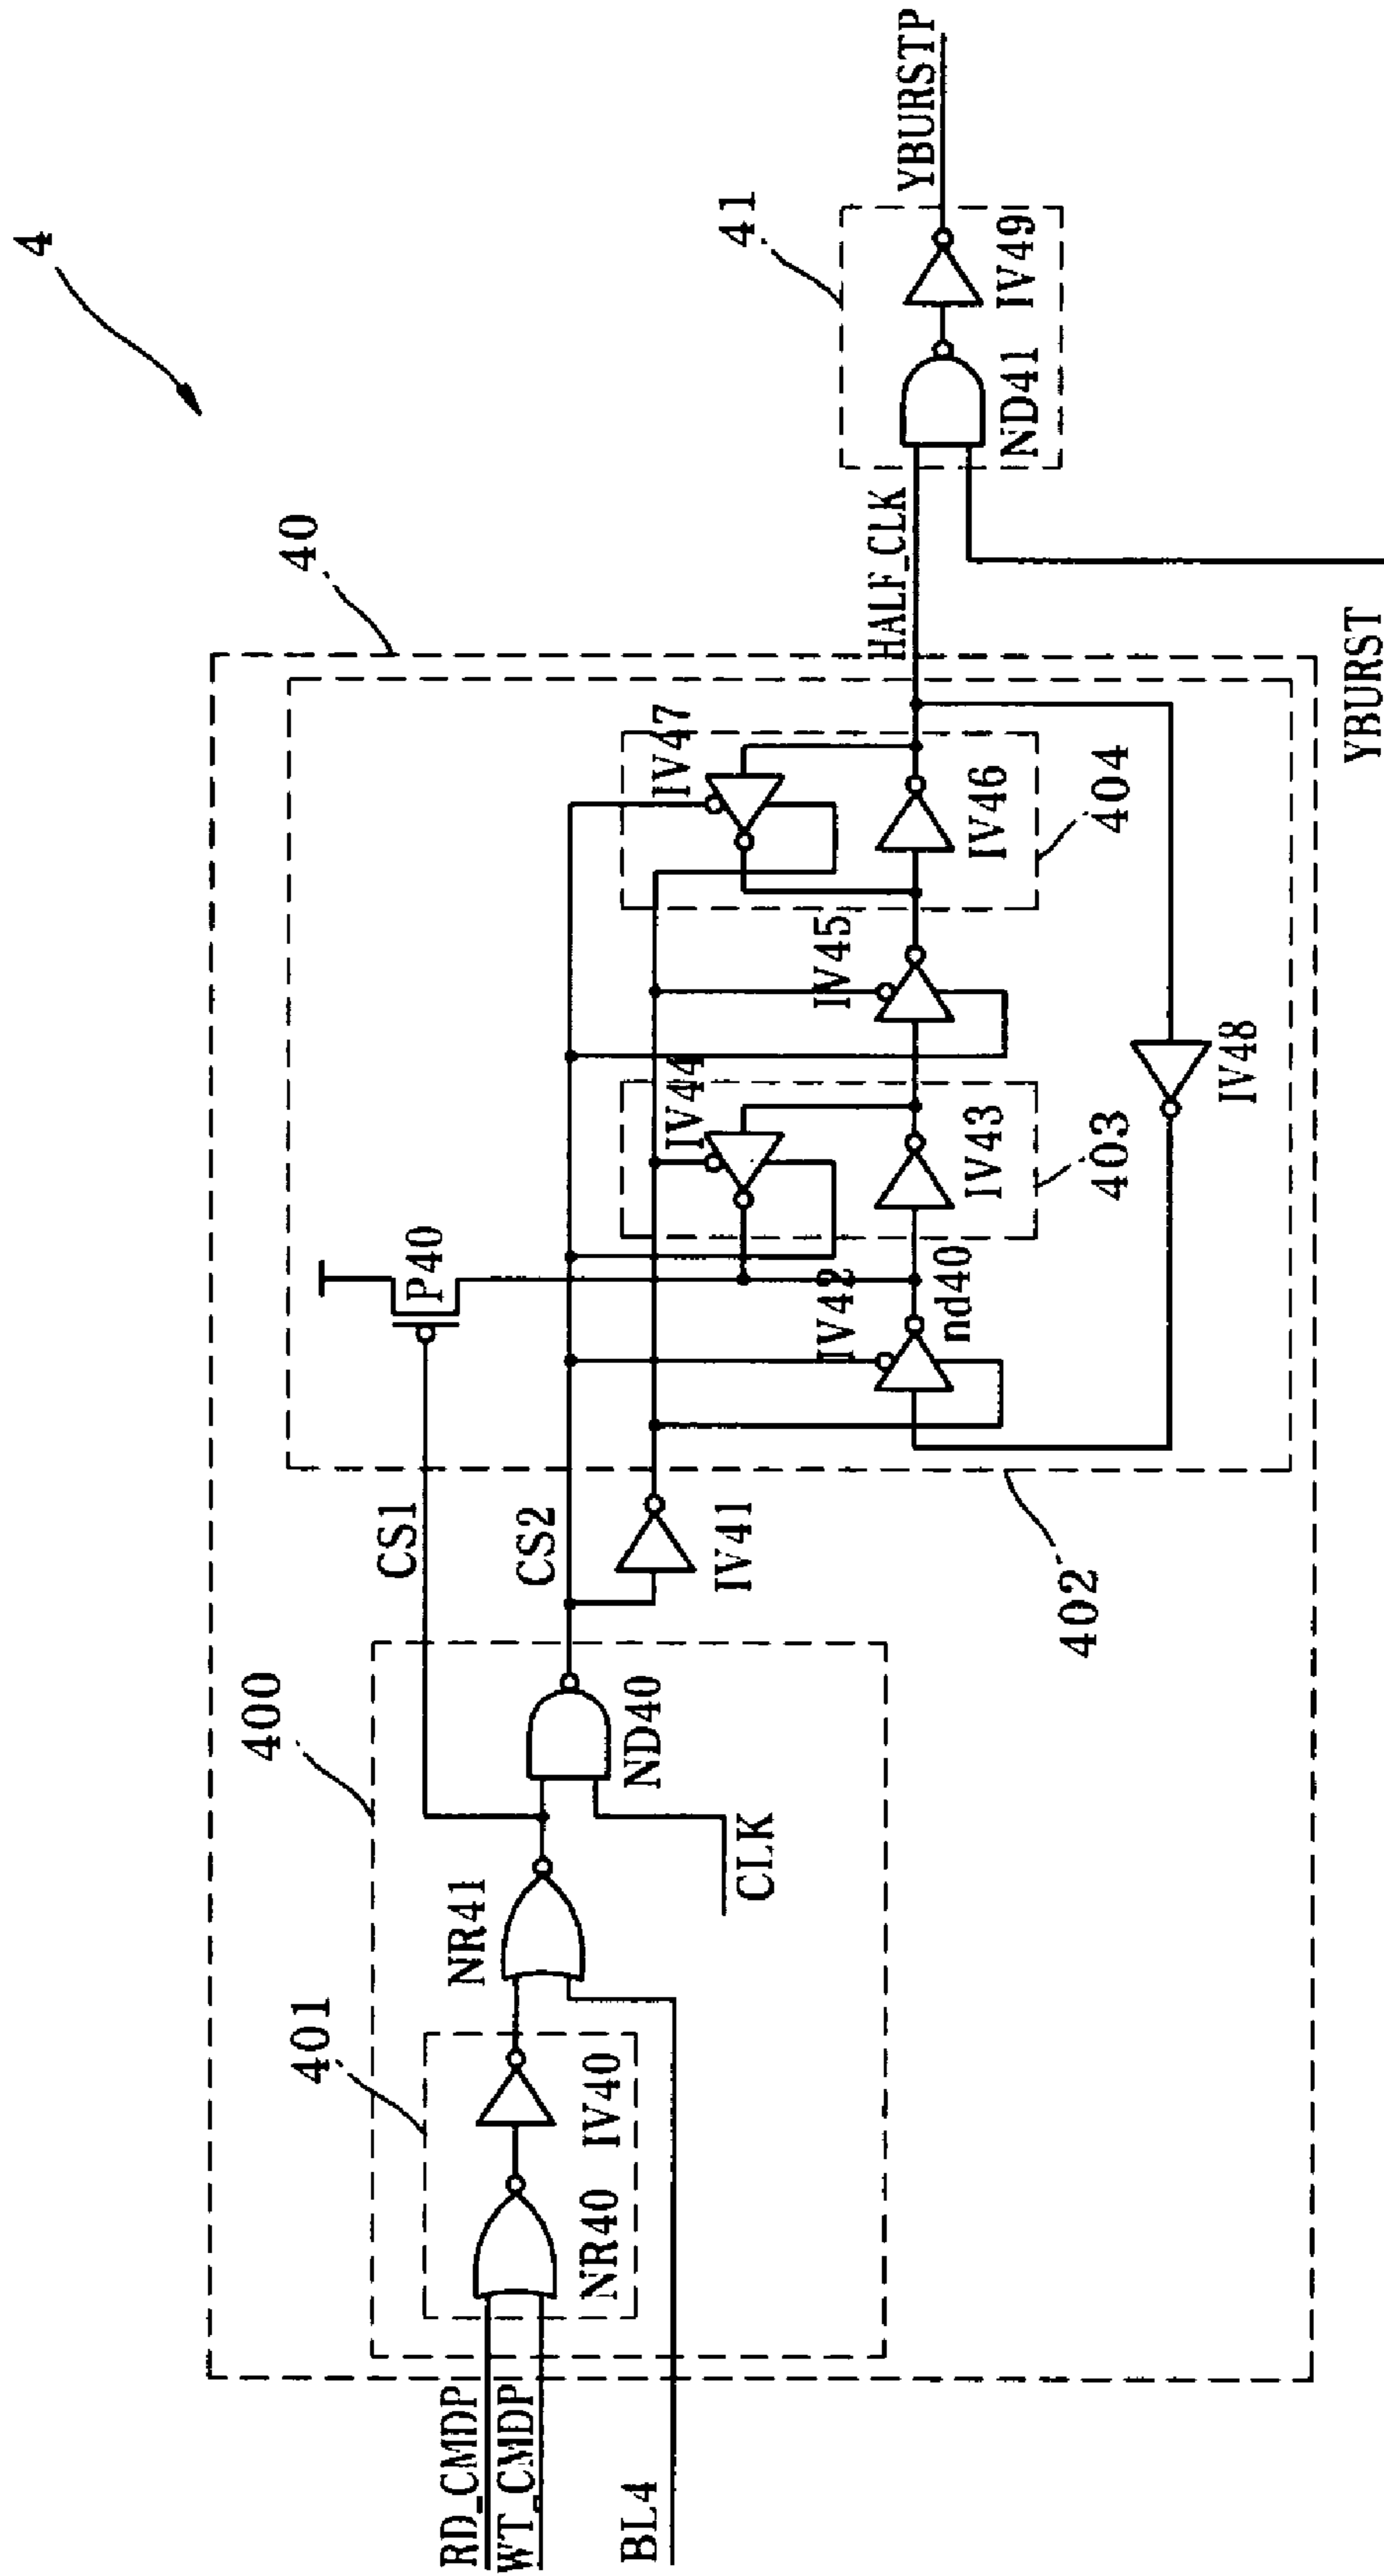 4
40
41
YBURSTP
IV49
ND41
HALF_CLK
YBURST
400
401
402
403
404
CS1
CS2
P40
IV47
IV46
IV45
IV44
IV43
IV42
nd40
IV48
IV41
ND40
CLK
NR41
IV40
NR40
RD_CMDP
WT_CMDP
BL4